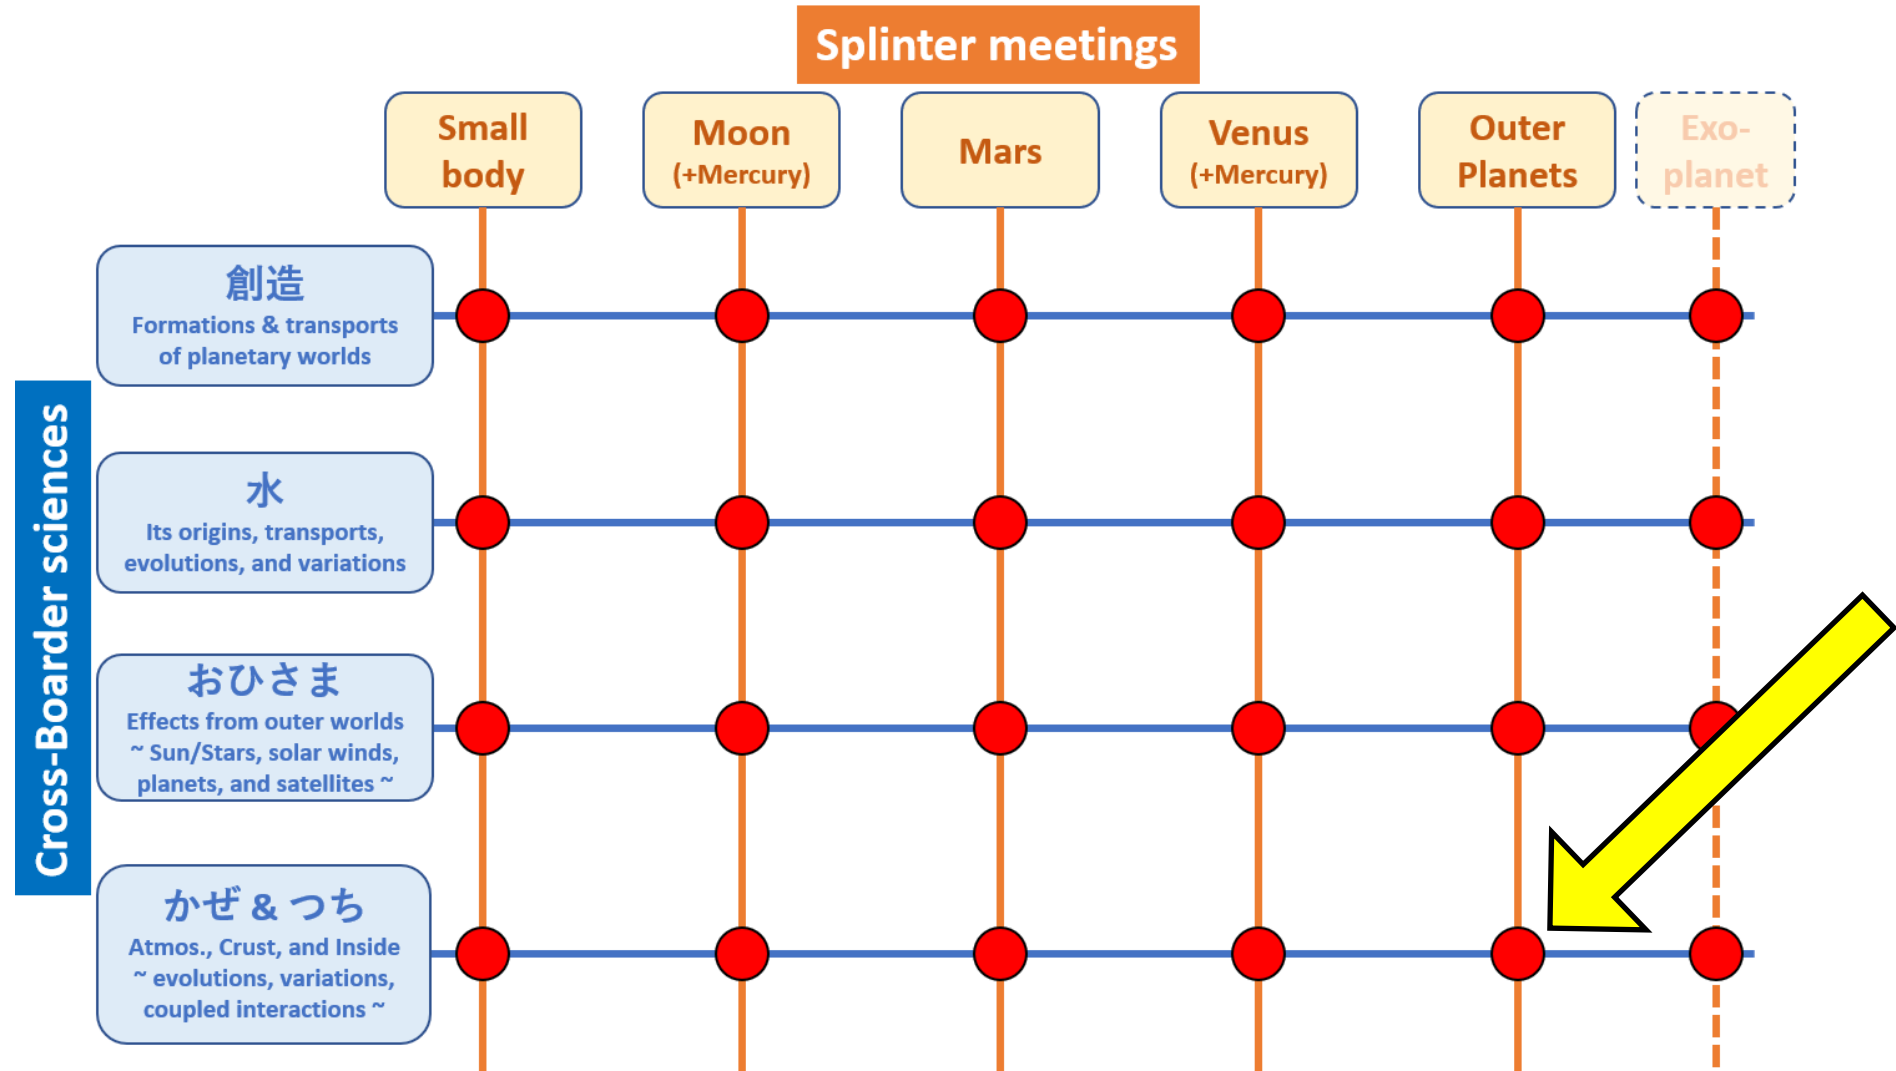 Splinter meetings
Small
body
Moon
(+Mercury)
Mars
Venus
(+Mercury)
Outer
Planets
Exo-
planet
Cross-Boarder sciences
創造
Formations & transports
of planetary worlds
水
Its origins, transports,
evolutions, and variations
おひさま
Effects from outer worlds
~ Sun/Stars, solar winds,
planets, and satellites ~
かぜ & つち
Atmos., Crust, and Inside
~ evolutions, variations,
coupled interactions ~